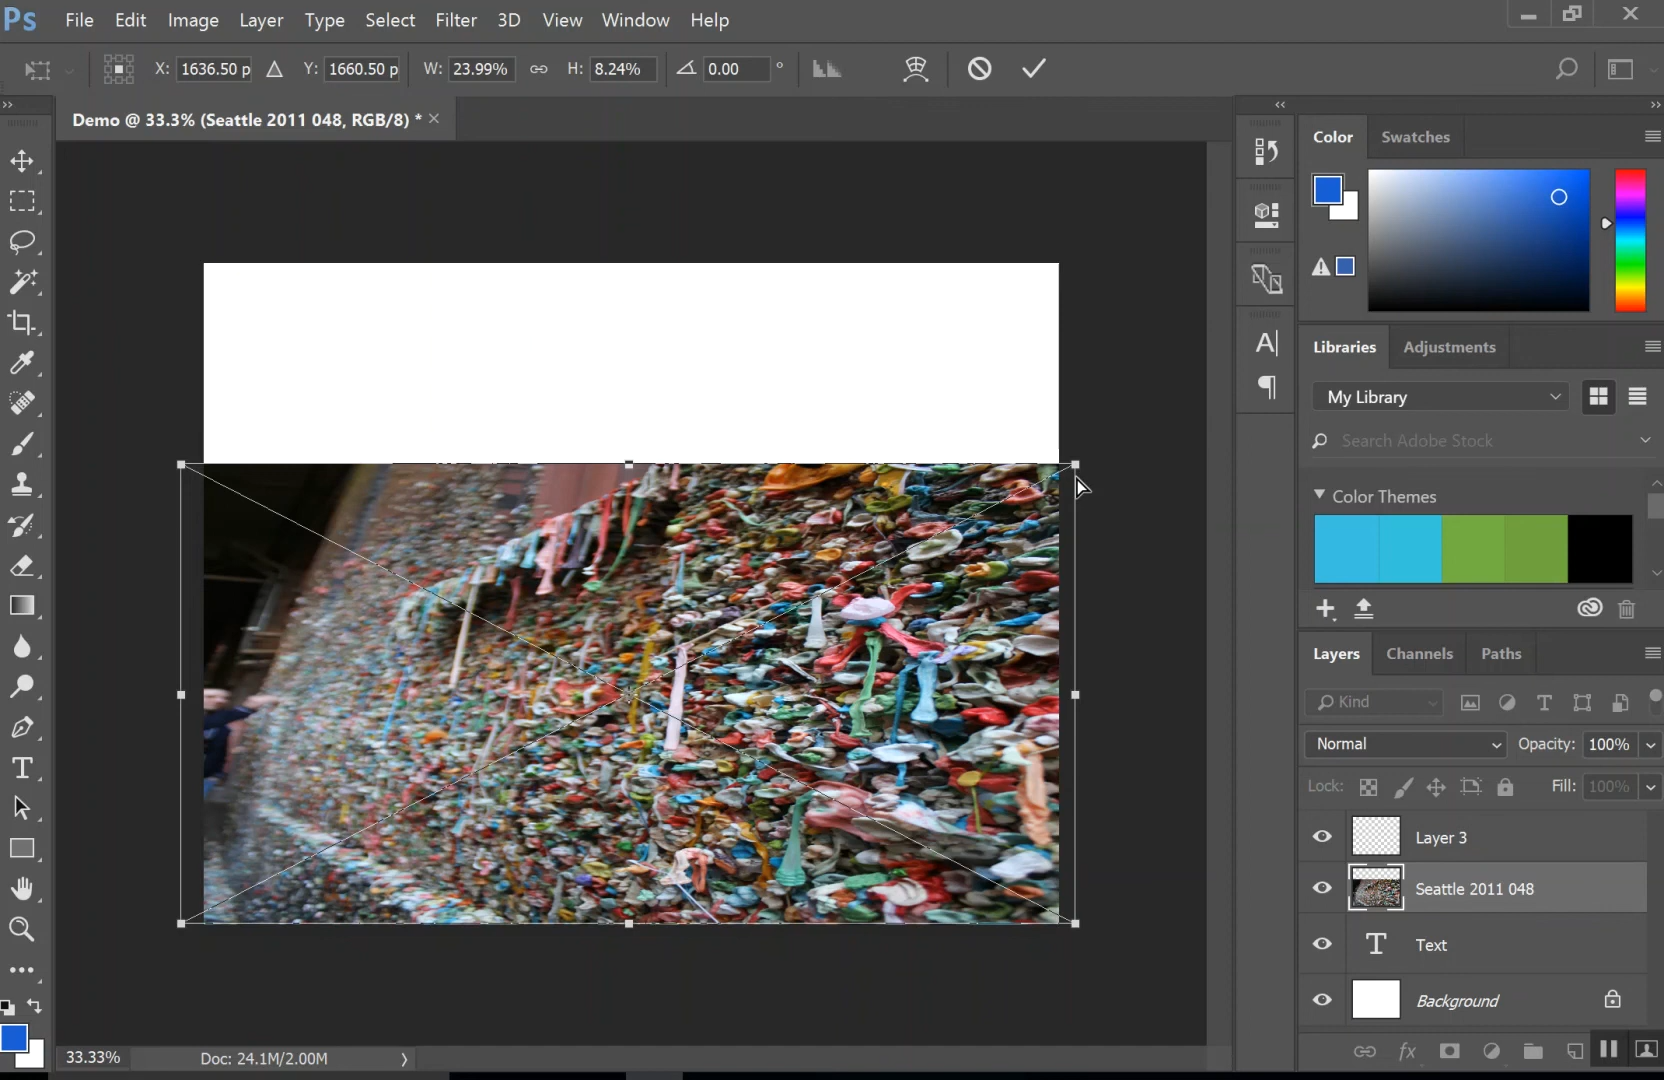 Ps File Edit Image Layer Type Select Filter 3D View Window Help
X: 1636.50 p Y: 1660.50 p W: 23.99% H: 8.24% 0.00 °
Demo @ 33.3% (Seattle 2011 048, RGB/8) * ×
Color Swatches
Libraries Adjustments
My Library
Search Adobe Stock
Color Themes
Layers Channels Paths
Kind
Normal Opacity: 100%
Lock: Fill: 100%
Layer 3
Seattle 2011 048
Text
Background
fx
33.33% Doc: 24.1M/2.00M